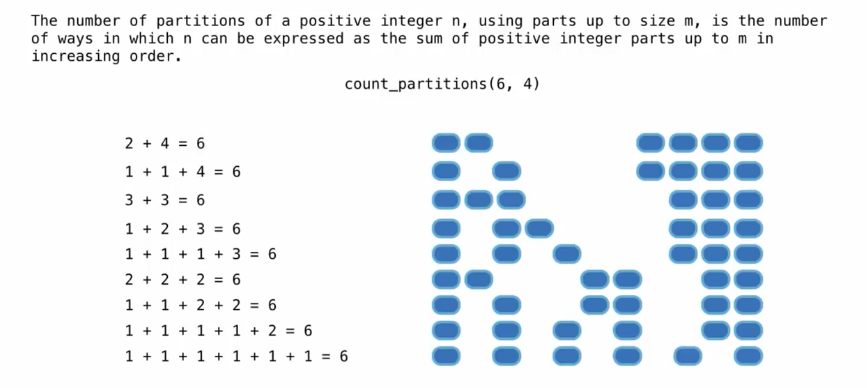 The number of partitions of a positive integer n, using parts up to size m, is the number
of ways in which n can be expressed as the sum of positive integer parts up to m in
increasing order.
count_partitions(6, 4)
2 + 4 = 6
1 + 1 + 4 = 6
3 + 3 = 6
1 + 2 + 3 = 6
1 + 1 + 1 + 3 = 6
2 + 2 + 2 = 6
1 + 1 + 2 + 2 = 6
1 + 1 + 1 + 1 + 2 = 6
1 + 1 + 1 + 1 + 1 + 1 = 6